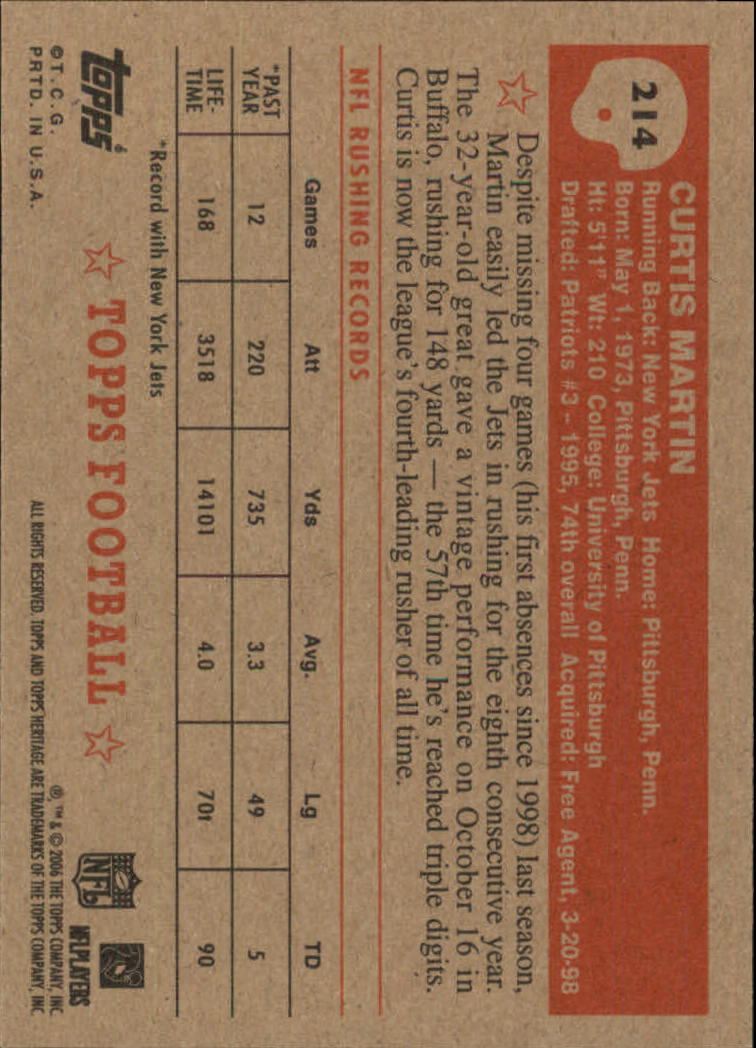 214
CURTIS MARTIN
Running Back: New York Jets Home: Pittsburgh, Penn.
Born: May 1, 1973, Pittsburgh, Penn.
Ht: 5'11" Wt: 210 College: University of Pittsburgh
Drafted: Patriots #3 - 1995, 74th overall Acquired: Free Agent, 3-20-98
Despite missing four games (his first absences since 1998) last season,
Martin easily led the Jets in rushing for the eighth consecutive year.
The 32-year-old great gave a vintage performance on October 16 in
Buffalo, rushing for 148 yards — the 57th time he's reached triple digits.
Curtis is now the league's fourth-leading rusher of all time.
NFL RUSHING RECORDS
Games Att Yds Avg. Lg TD
*PAST YEAR 12 220 735 3.3 49 5
LIFE-TIME 168 3518 14101 4.0 70t 90
*Record with New York Jets
topps®
TOPPS FOOTBALL
NFL
NFLPLAYERS
©T.C.G.
PRTD. IN U.S.A.
®, ™ & © 2006 THE TOPPS COMPANY, INC
ALL RIGHTS RESERVED. TOPPS AND TOPPS HERITAGE ARE TRADEMARKS OF THE TOPPS COMPANY, INC